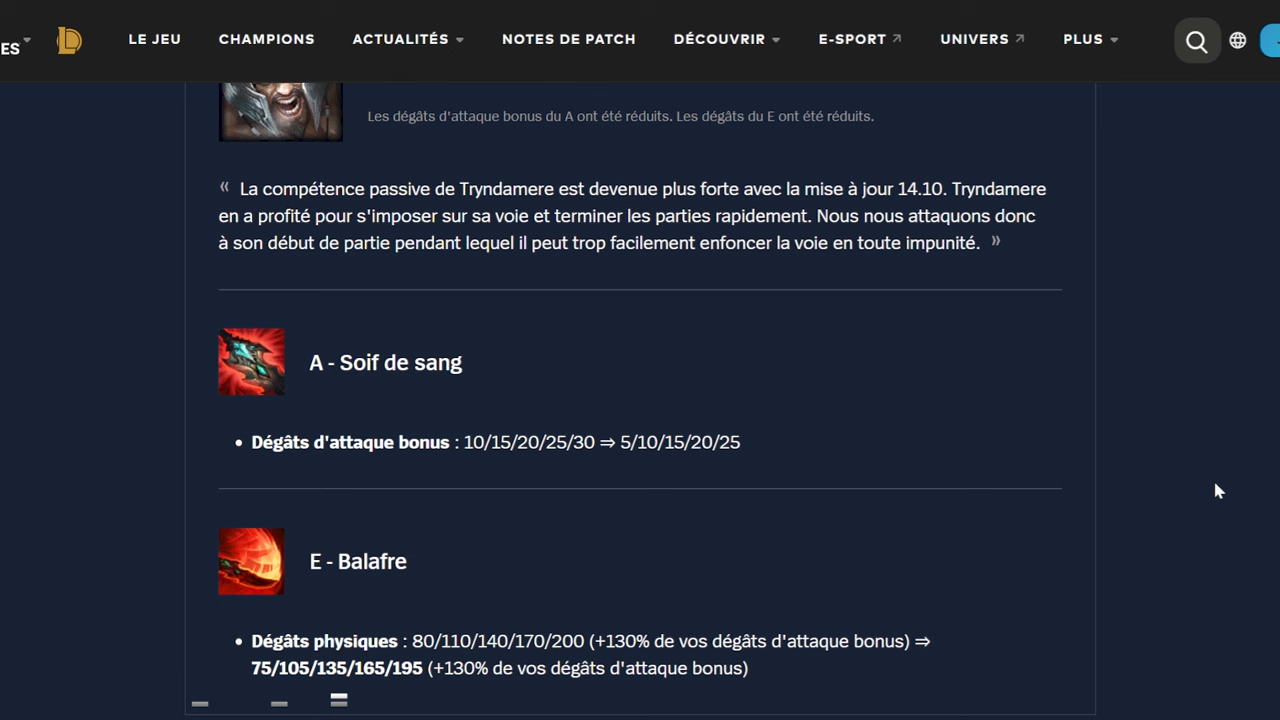 ES
LE JEU CHAMPIONS ACTUALITÉS NOTES DE PATCH DÉCOUVRIR E-SPORT UNIVERS PLUS
Les dégâts d'attaque bonus du A ont été réduits. Les dégâts du E ont été réduits.
« La compétence passive de Tryndamere est devenue plus forte avec la mise à jour 14.10. Tryndamere
en a profité pour s'imposer sur sa voie et terminer les parties rapidement. Nous nous attaquons donc
à son début de partie pendant lequel il peut trop facilement enfoncer la voie en toute impunité. »
A - Soif de sang
• Dégâts d'attaque bonus : 10/15/20/25/30 ⇒ 5/10/15/20/25
E - Balafre
• Dégâts physiques : 80/110/140/170/200 (+130% de vos dégâts d'attaque bonus) ⇒
75/105/135/165/195 (+130% de vos dégâts d'attaque bonus)